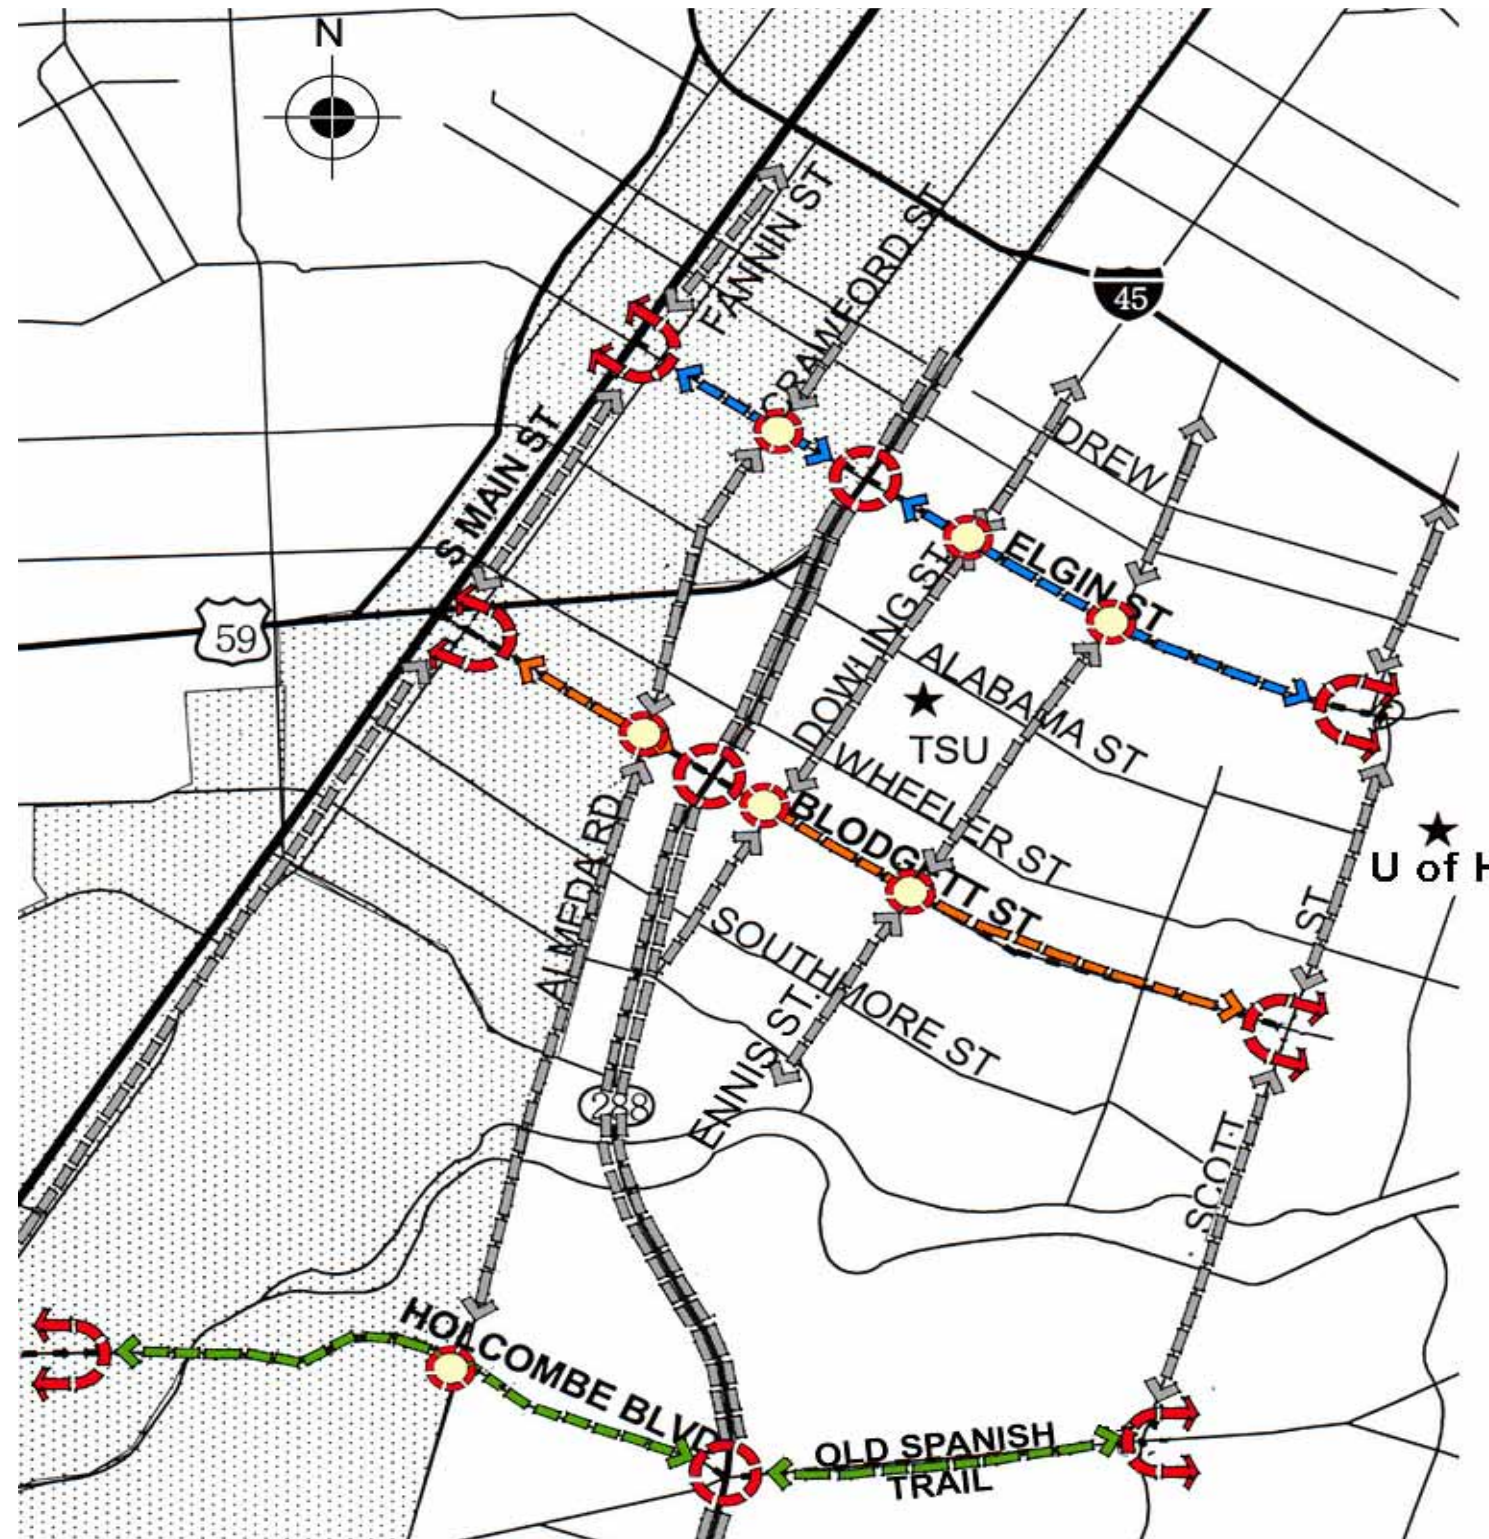 N
FANNIN ST
CRAWFORD ST
45
S MAIN ST
DREW
ELGIN ST
59
DOWLING ST
ALABAMA ST
TSU
WHEELER ST
BLODGETT ST
U of H
ALMEDA RD
SOUTHMORE ST
ENNIS ST.
SCOTT ST
288
HOLCOMBE BLVD
OLD SPANISH
TRAIL